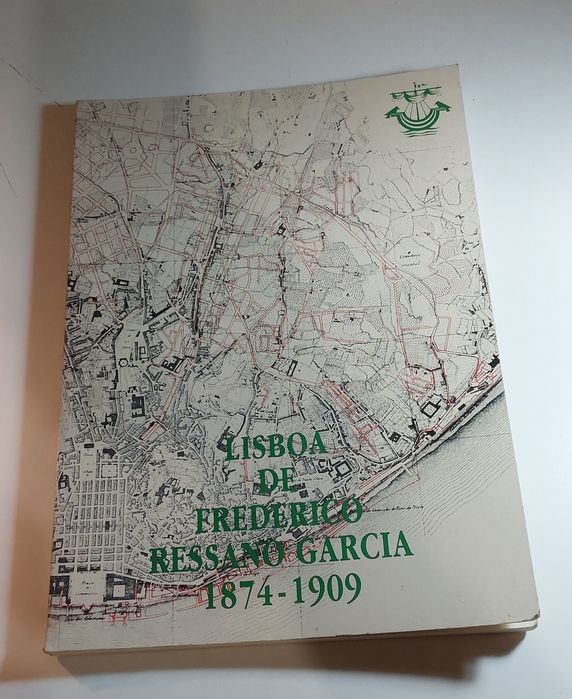 LISBOA
DE
FREDERICO
RESSANO GARCIA
1874-1909